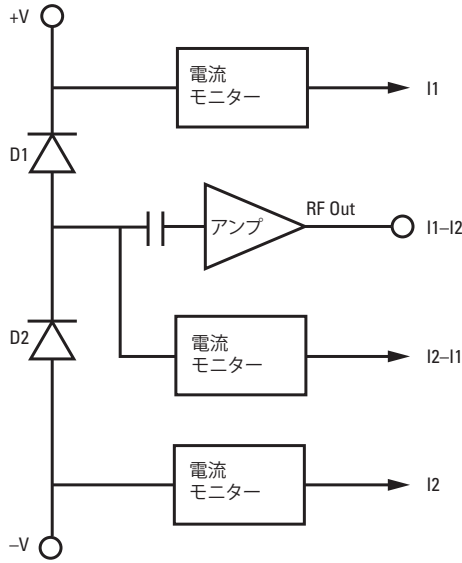 +V
電流
モニター
I1
D1
RF Out
アンプ
I1–I2
D2
電流
モニター
I2–I1
電流
モニター
I2
–V